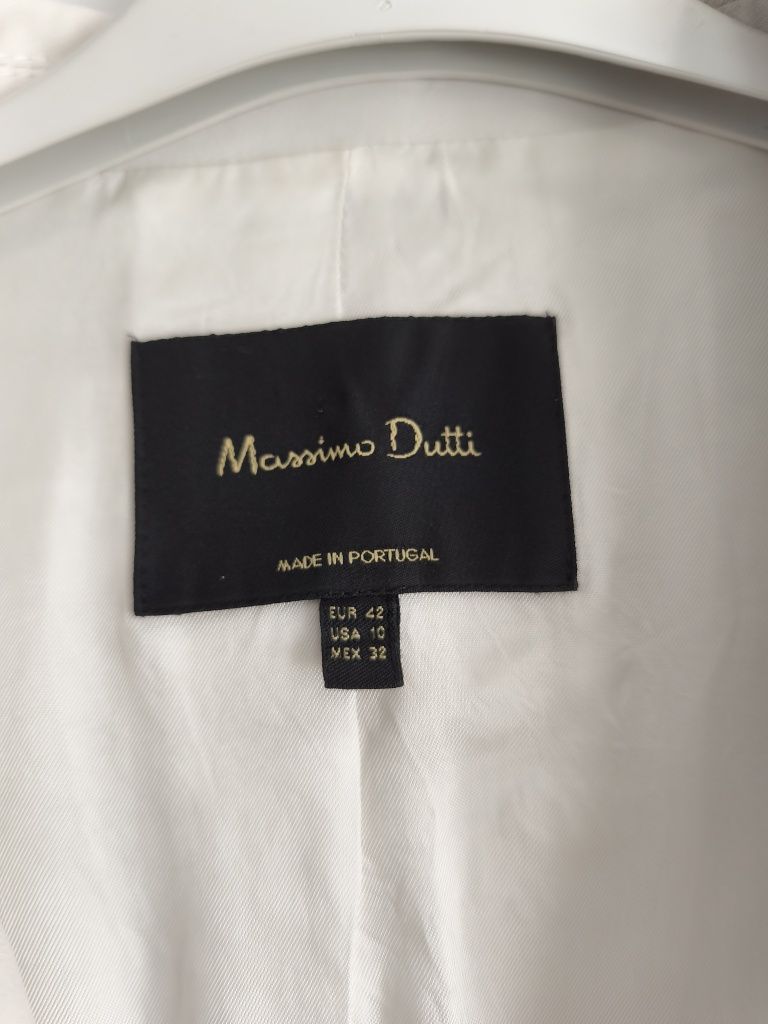 Massimo Dutti
MADE IN PORTUGAL
EUR 42
USA 10
MEX 32